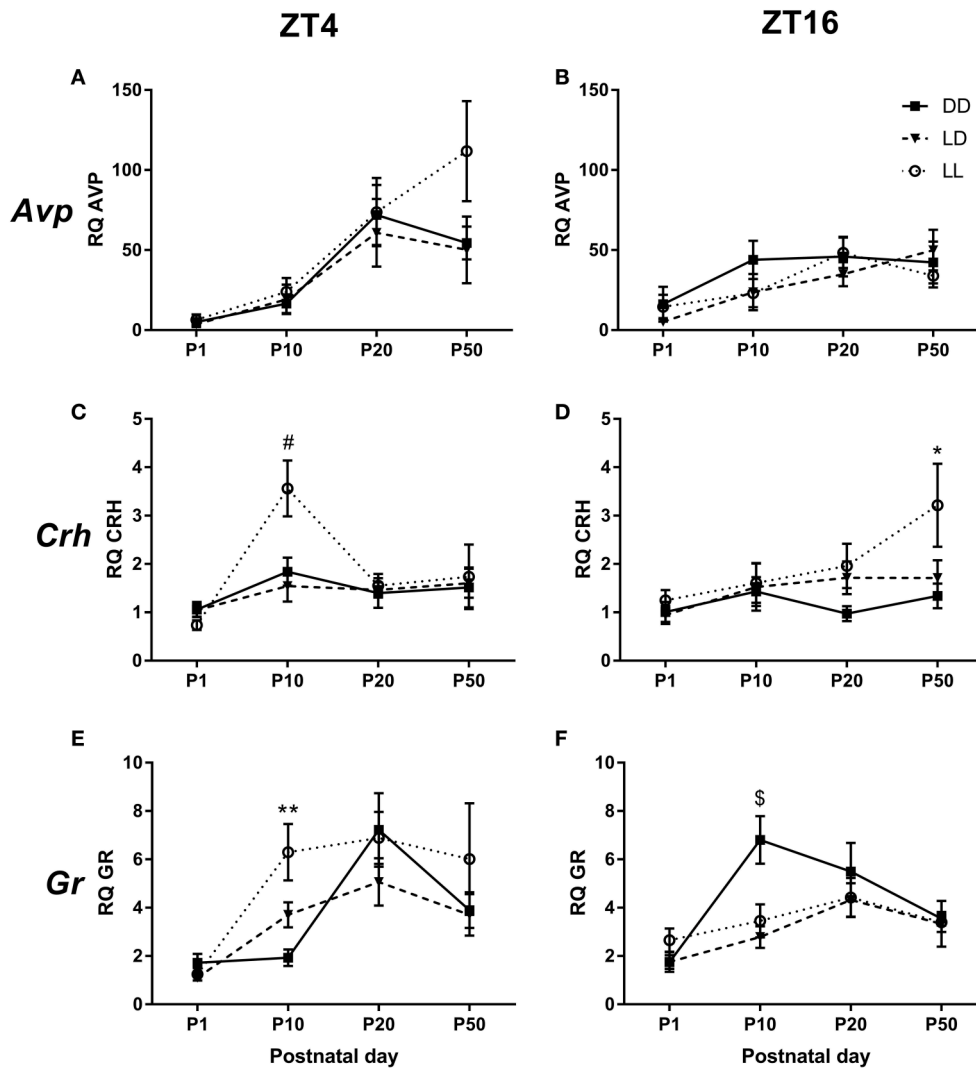 ZT4
ZT16
A
Avp
RQ AVP
150
100
50
0
P1 P10 P20 P50
B
RQ AVP
150
100
50
0
P1 P10 P20 P50
DD
LD
LL
C
Crh
RQ CRH
5
4
3
2
1
0
#
P1 P10 P20 P50
D
RQ CRH
5
4
3
2
1
0
*
P1 P10 P20 P50
E
Gr
RQ GR
10
8
6
4
2
0
**
P1 P10 P20 P50
Postnatal day
F
RQ GR
10
8
6
4
2
0
$
P1 P10 P20 P50
Postnatal day